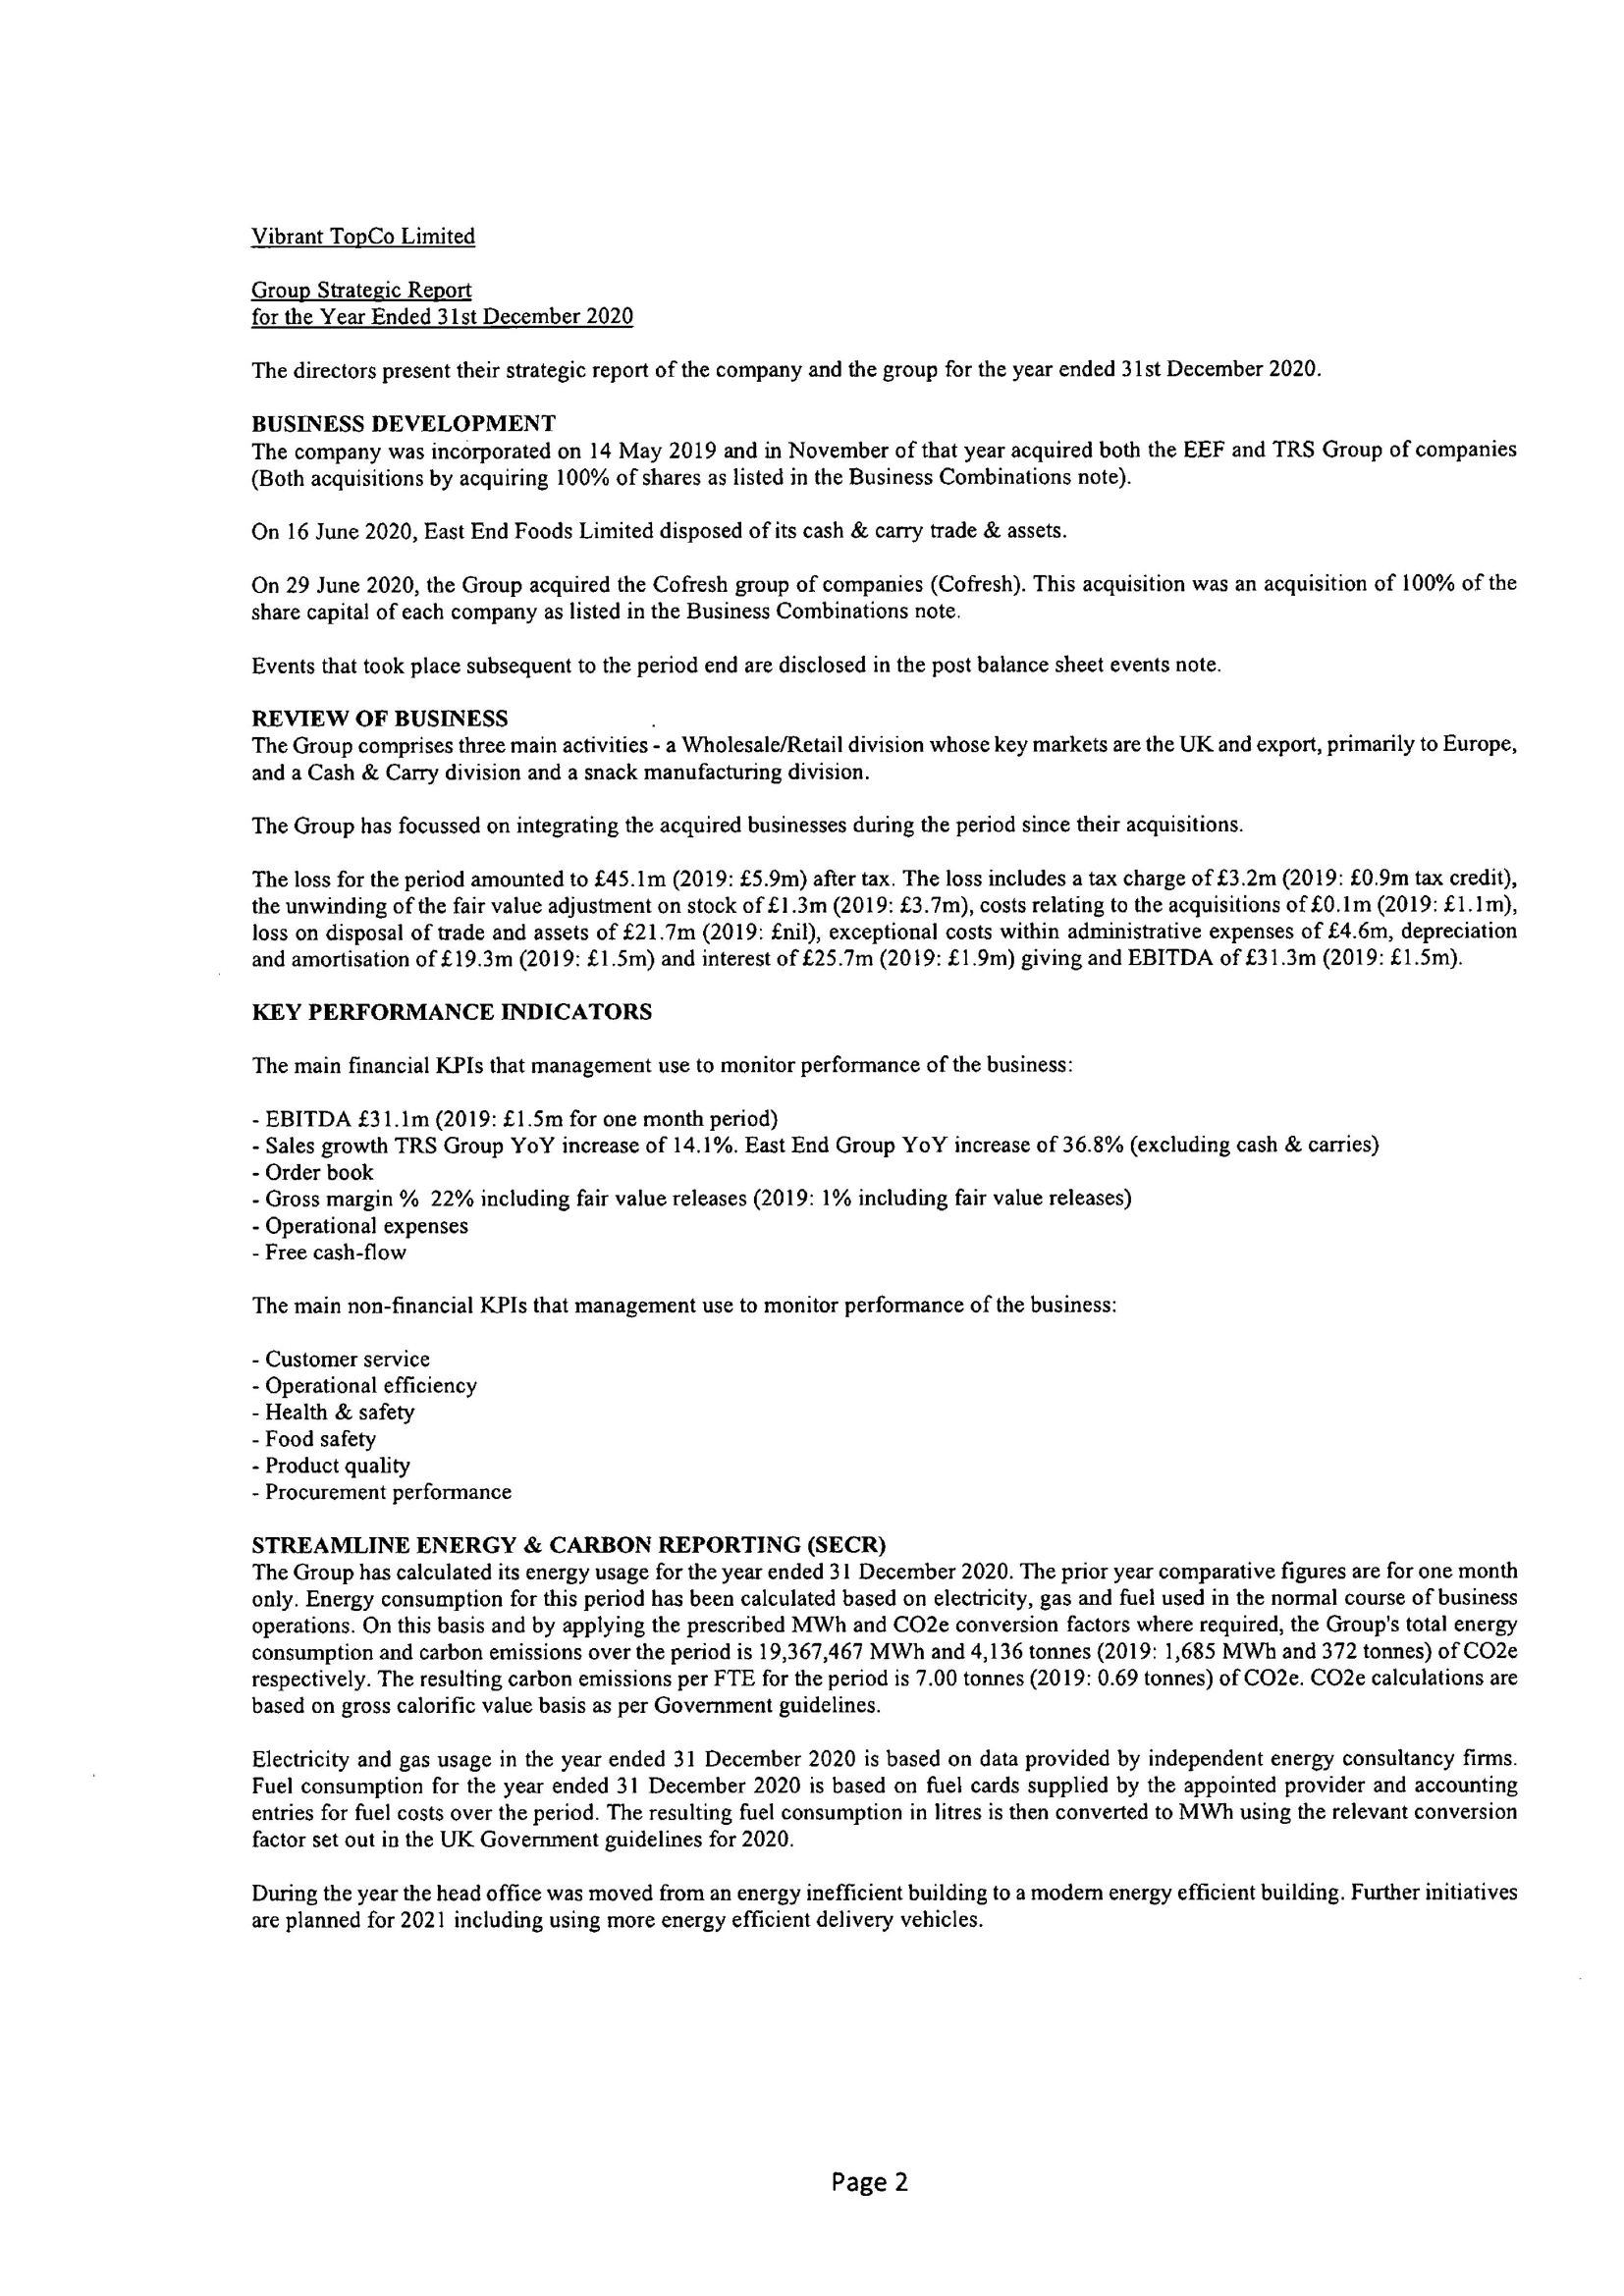 Vibrant TopCo Limited
Group Strategic Report
for the Year Ended 31st December 2020
The directors present their strategic report of the company and the group for the year ended 31st December 2020.
BUSINESS DEVELOPMENT
The company was incorporated on 14 May 2019 and in November of that year acquired both the EEF and TRS Group of companies
(Both acquisitions by acquiring 100% of shares as listed in the Business Combinations note).
On 16 June 2020, East End Foods Limited disposed of its cash & carry trade & assets.
On 29 June 2020, the Group acquired the Cofresh group of companies (Cofresh). This acquisition was an acquisition of 100% of the
share capital of each company as listed in the Business Combinations note.
Events that took place subsequent to the period end are disclosed in the post balance sheet events note.
REVIEW OF BUSINESS
The Group comprises three main activities - a Wholesale/Retail division whose key markets are the UK and export, primarily to Europe,
and a Cash & Carry division and a snack manufacturing division.
The Group has focussed on integrating the acquired businesses during the period since their acquisitions.
The loss for the period amounted to £45.1m (2019: £5.9m) after tax. The loss includes a tax charge of £3.2m (2019: £0.9m tax credit),
the unwinding of the fair value adjustment on stock of £1.3m (2019: £3.7m), costs relating to the acquisitions of £0.1m (2019: £1.1m),
loss on disposal of trade and assets of £21.7m (2019: £nil), exceptional costs within administrative expenses of £4.6m, depreciation
and amortisation of £19.3m (2019: £1.5m) and interest of £25.7m (2019: £1.9m) giving and EBITDA of £31.3m (2019: £1.5m).
KEY PERFORMANCE INDICATORS
The main financial KPIs that management use to monitor performance of the business:
- EBITDA £31.1m (2019: £1.5m for one month period)
- Sales growth TRS Group YoY increase of 14.1%. East End Group YoY increase of 36.8% (excluding cash & carries)
- Order book
- Gross margin % 22% including fair value releases (2019: 1% including fair value releases)
- Operational expenses
- Free cash-flow
The main non-financial KPIs that management use to monitor performance of the business:
- Customer service
- Operational efficiency
- Health & safety
- Food safety
- Product quality
- Procurement performance
STREAMLINE ENERGY & CARBON REPORTING (SECR)
The Group has calculated its energy usage for the year ended 31 December 2020. The prior year comparative figures are for one month
only. Energy consumption for this period has been calculated based on electricity, gas and fuel used in the normal course of business
operations. On this basis and by applying the prescribed MWh and CO2e conversion factors where required, the Group's total energy
consumption and carbon emissions over the period is 19,367,467 MWh and 4,136 tonnes (2019: 1,685 MWh and 372 tonnes) of CO2e
respectively. The resulting carbon emissions per FTE for the period is 7.00 tonnes (2019: 0.69 tonnes) of CO2e. CO2e calculations are
based on gross calorific value basis as per Government guidelines.
Electricity and gas usage in the year ended 31 December 2020 is based on data provided by independent energy consultancy firms.
Fuel consumption for the year ended 31 December 2020 is based on fuel cards supplied by the appointed provider and accounting
entries for fuel costs over the period. The resulting fuel consumption in litres is then converted to MWh using the relevant conversion
factor set out in the UK Government guidelines for 2020.
During the year the head office was moved from an energy inefficient building to a modern energy efficient building. Further initiatives
are planned for 2021 including using more energy efficient delivery vehicles.
Page 2